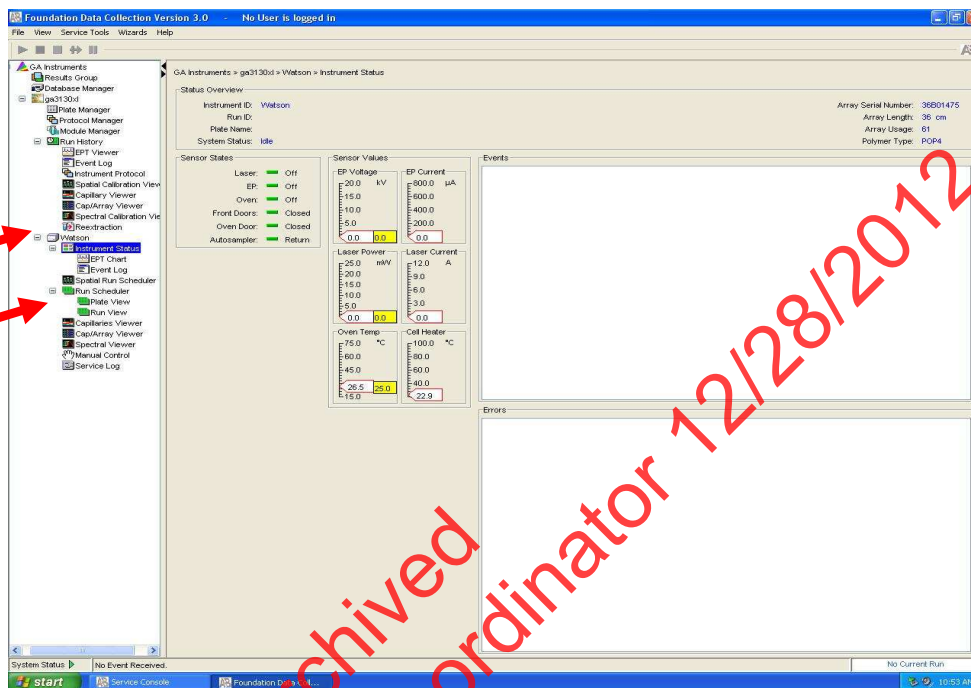 Foundation Data Collection Version 3.0 - No User is logged in
File View Service Tools Wizards Help
GA Instruments
Results Group
Database Manager
ga3130xl
Plate Manager
Protocol Manager
Module Manager
Run History
EPT Viewer
Event Log
Instrument Protocol
Spatial Calibration View
Capillary Viewer
Cap/Array Viewer
Spectral Calibration Vie
Reextraction
Watson
Instrument Status
EPT Chart
Event Log
Spatial Run Scheduler
Run Scheduler
Plate View
Run View
Capillaries Viewer
Cap/Array Viewer
Spectral Viewer
Manual Control
Service Log
GA Instruments > ga3130xl > Watson > Instrument Status
Status Overview
Instrument ID: Watson
Run ID:
Plate Name:
System Status: Idle
Array Serial Number: 36B01475
Array Length: 36 cm
Array Usage: 61
Polymer Type: POP4
Sensor States
Laser: Off
EP: Off
Oven: Off
Front Doors: Closed
Oven Door: Closed
Autosampler: Return
Sensor Values
EP Voltage
20.0 kV
15.0
10.0
5.0
0.0 0.0
EP Current
800.0 µA
600.0
400.0
200.0
0.0
Laser Power
25.0 mW
20.0
15.0
10.0
5.0
0.0 0.0
Laser Current
12.0 A
9.0
6.0
3.0
0.0
Oven Temp
75.0 °C
60.0
45.0
26.5 25.0
15.0
Cell Heater
100.0 °C
80.0
60.0
40.0
22.9
Events
Errors
chived
ordinator 12/28/2012
System Status No Event Received.
No Current Run
start Service Console Foundation Data Coll... 10:53 AM